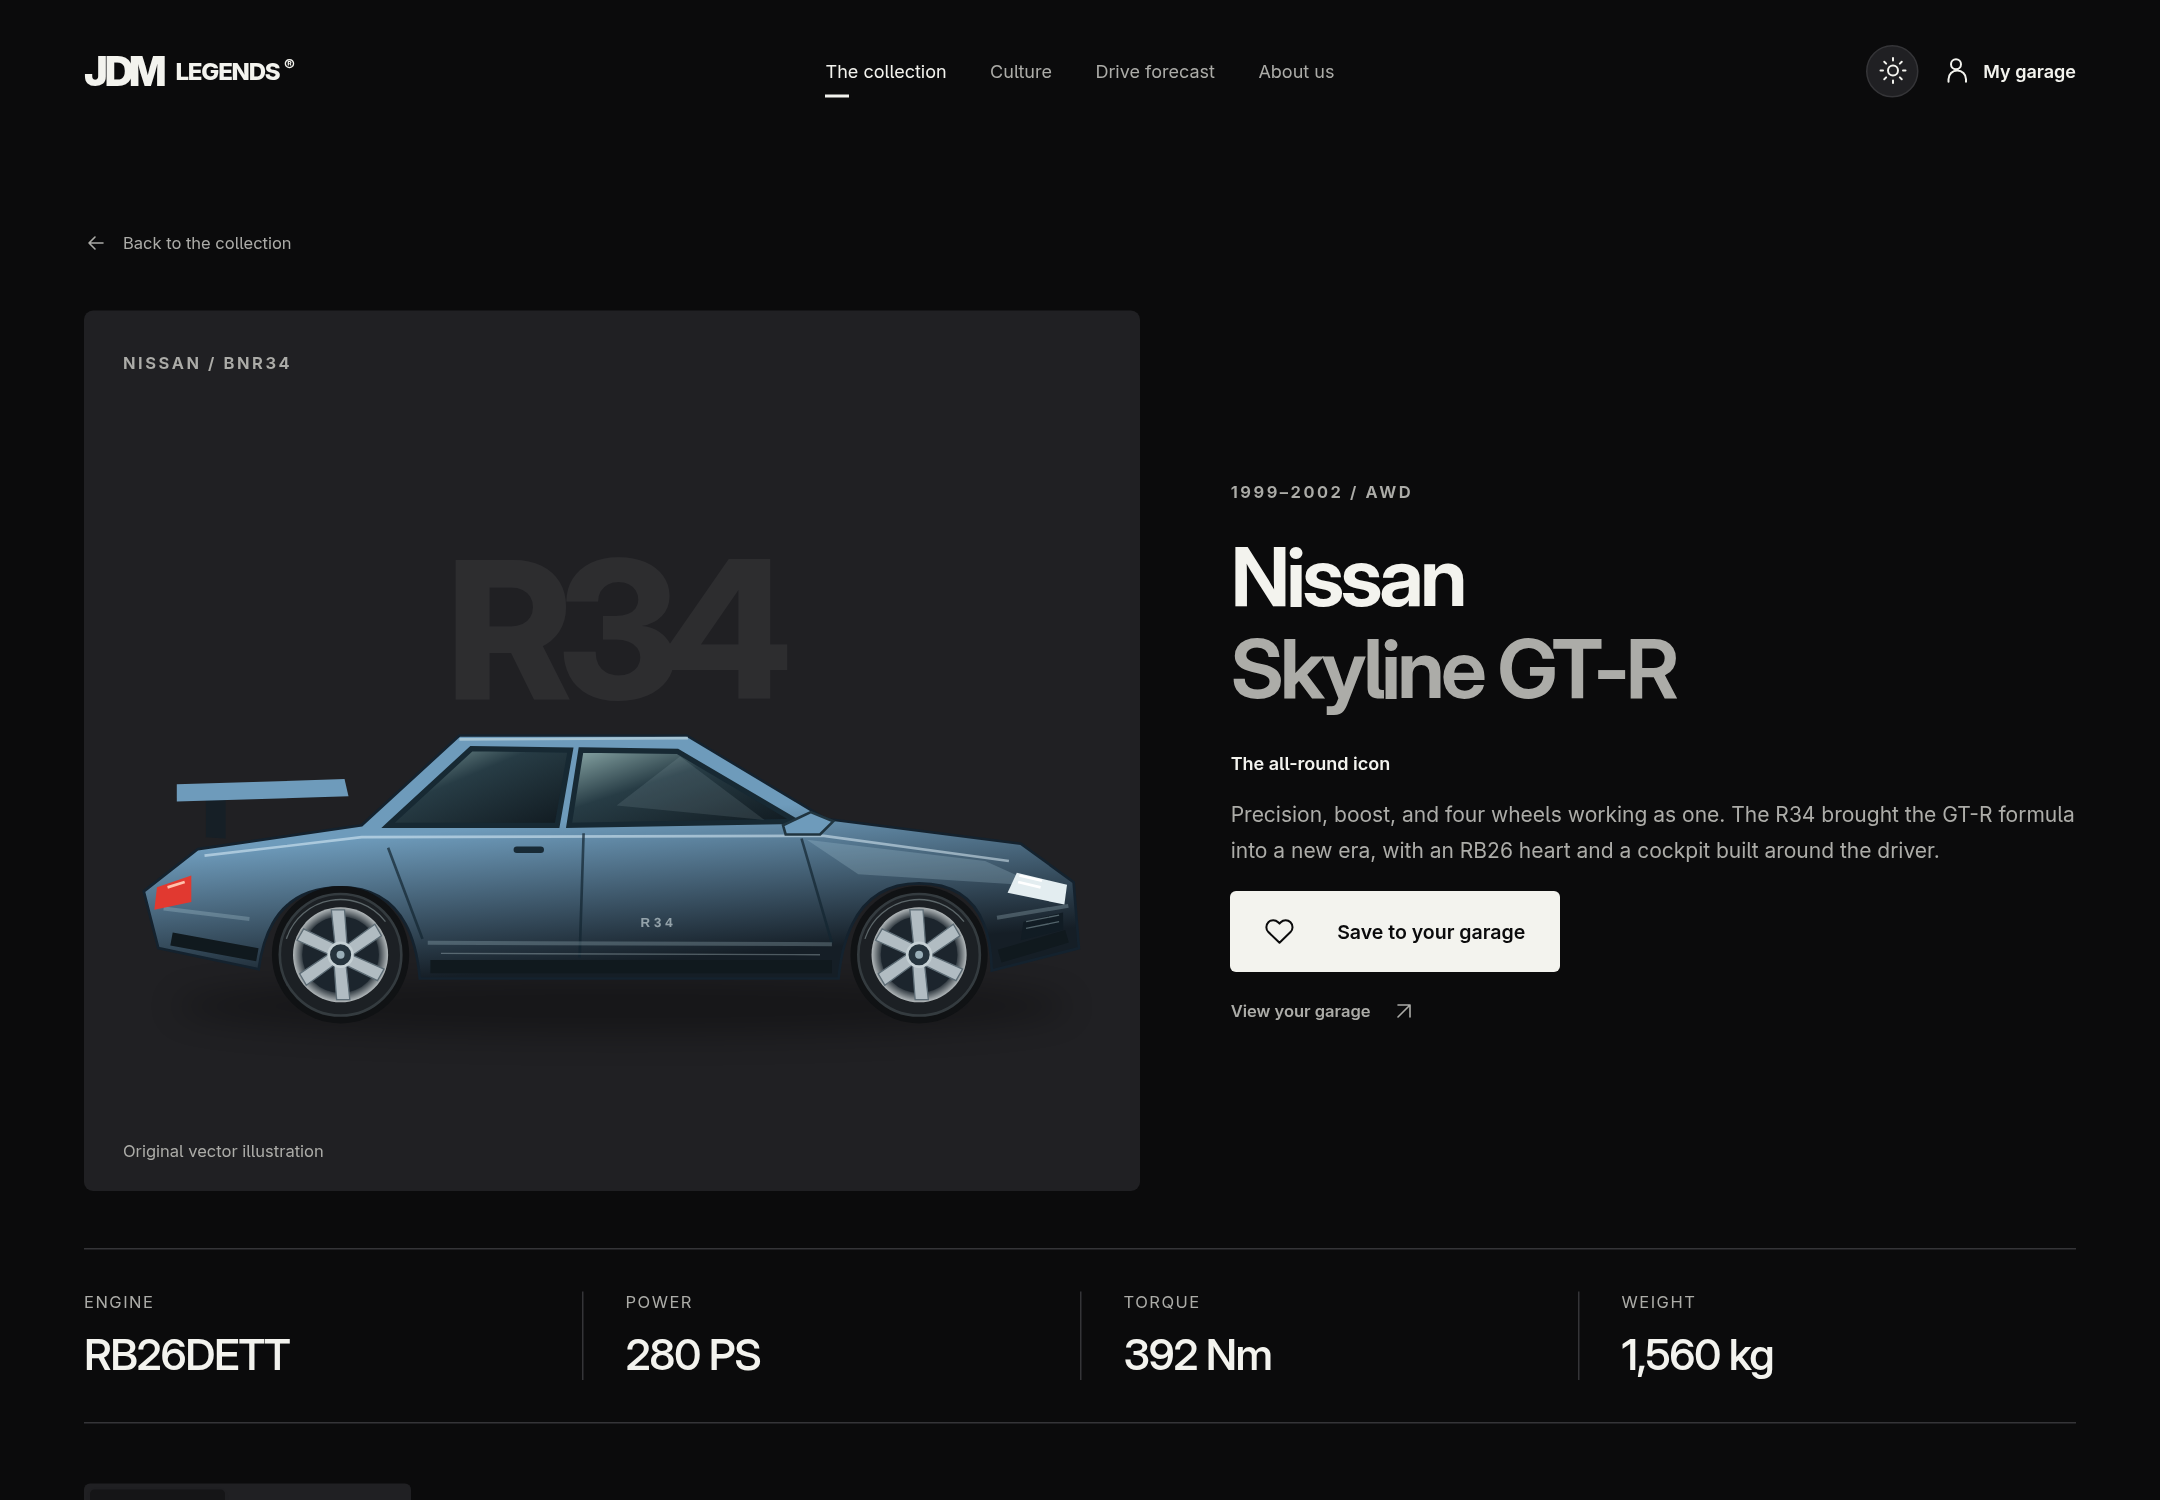 JDM LEGENDS ®
The collection
Culture
Drive forecast
About us
My garage
Back to the collection
NISSAN / BNR34
R34
R34
Original vector illustration
1999–2002 / AWD
Nissan
Skyline GT-R
The all-round icon
Precision, boost, and four wheels working as one. The R34 brought the GT-R formula
into a new era, with an RB26 heart and a cockpit built around the driver.
Save to your garage
View your garage
ENGINE
RB26DETT
POWER
280 PS
TORQUE
392 Nm
WEIGHT
1,560 kg